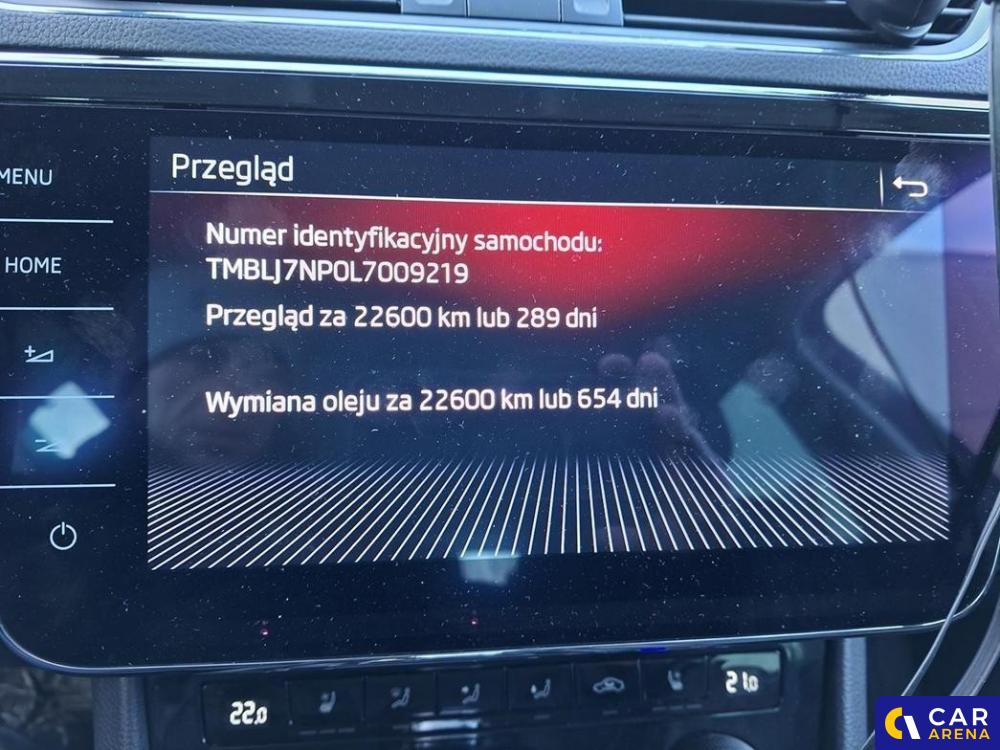 Przegląd
MENU
Numer identyfikacyjny samochodu:
TMBLJ7NP0L7009219
HOME
Przegląd za 22600 km lub 289 dni
Wymiana oleju za 22600 km lub 654 dni
22,0
21,0
CAR
ARENA